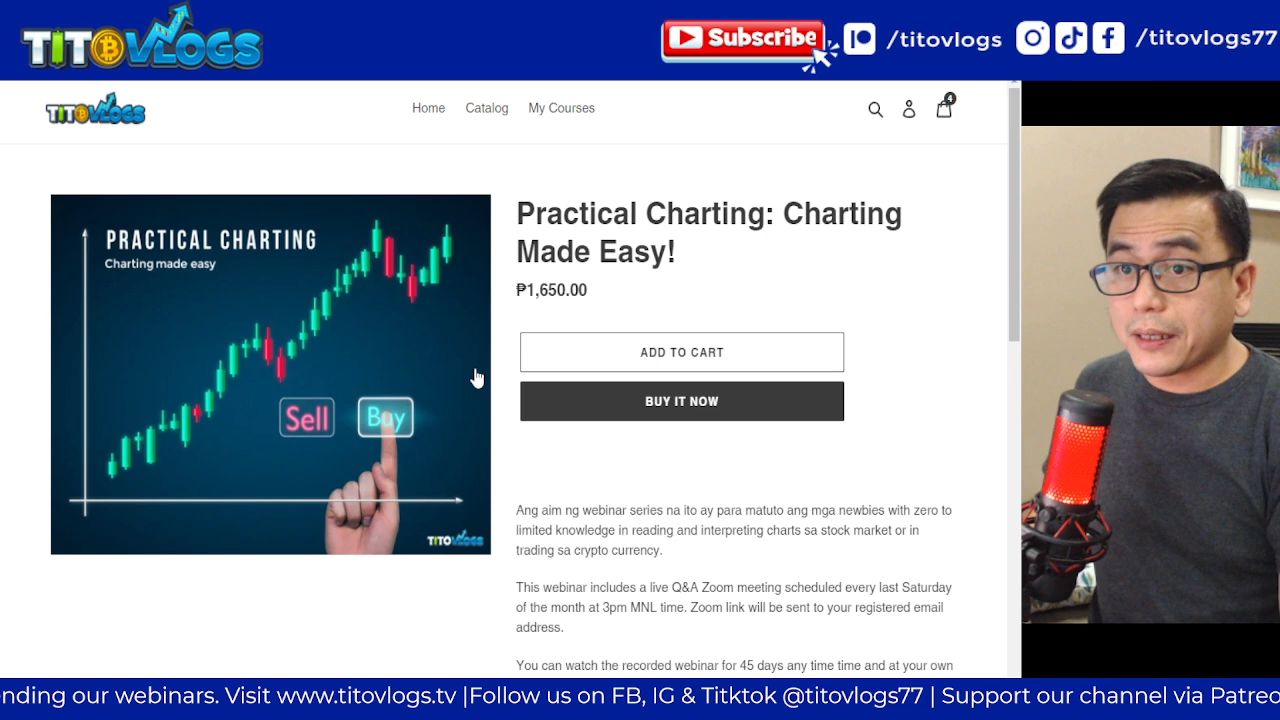 TITOVLOGS
Subscribe
/titovlogs
/titovlogs77
TITOVLOGS
Home
Catalog
My Courses
4
PRACTICAL CHARTING
Charting made easy
Sell
Buy
TITOVLOGS
Practical Charting: Charting
Made Easy!
₱1,650.00
ADD TO CART
BUY IT NOW
Ang aim ng webinar series na ito ay para matuto ang mga newbies with zero to
limited knowledge in reading and interpreting charts sa stock market or in
trading sa crypto currency.
This webinar includes a live Q&A Zoom meeting scheduled every last Saturday
of the month at 3pm MNL time. Zoom link will be sent to your registered email
address.
You can watch the recorded webinar for 45 days any time time and at your own
nding our webinars. Visit www.titovlogs.tv |Follow us on FB, IG & Titktok @titovlogs77 | Support our channel via Patreo